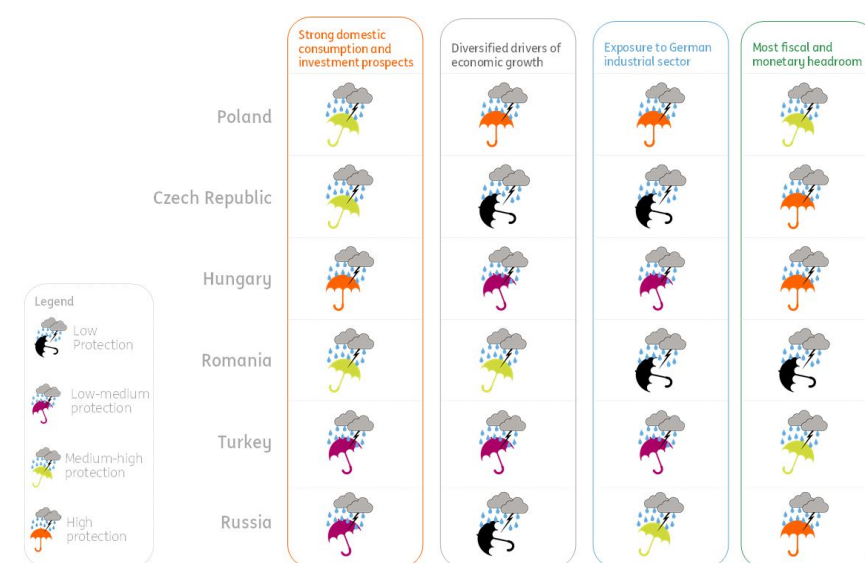 Strong domestic
consumption and
investment prospects
Diversified drivers of
economic growth
Exposure to German
industrial sector
Most fiscal and
monetary headroom
Poland
Czech Republic
Hungary
Romania
Turkey
Russia
Legend
Low
Protection
Low-medium
protection
Medium-high
protection
High
protection